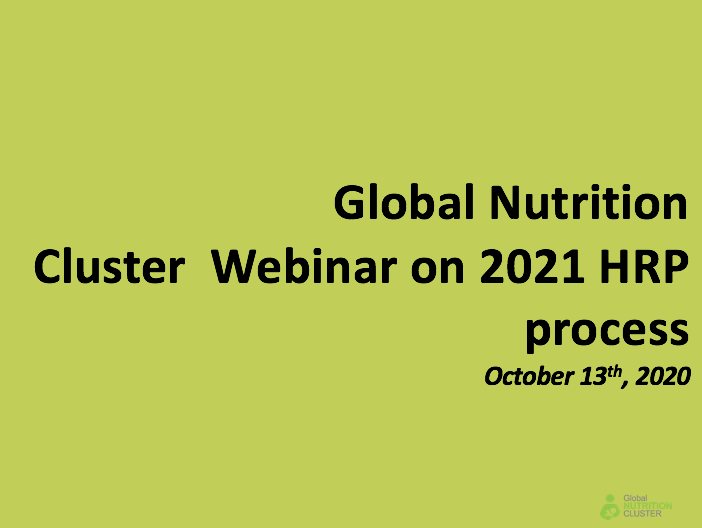 Global Nutrition
Cluster  Webinar on 2021 HRP
process
October 13th, 2020
Global
NUTRITION
CLUSTER